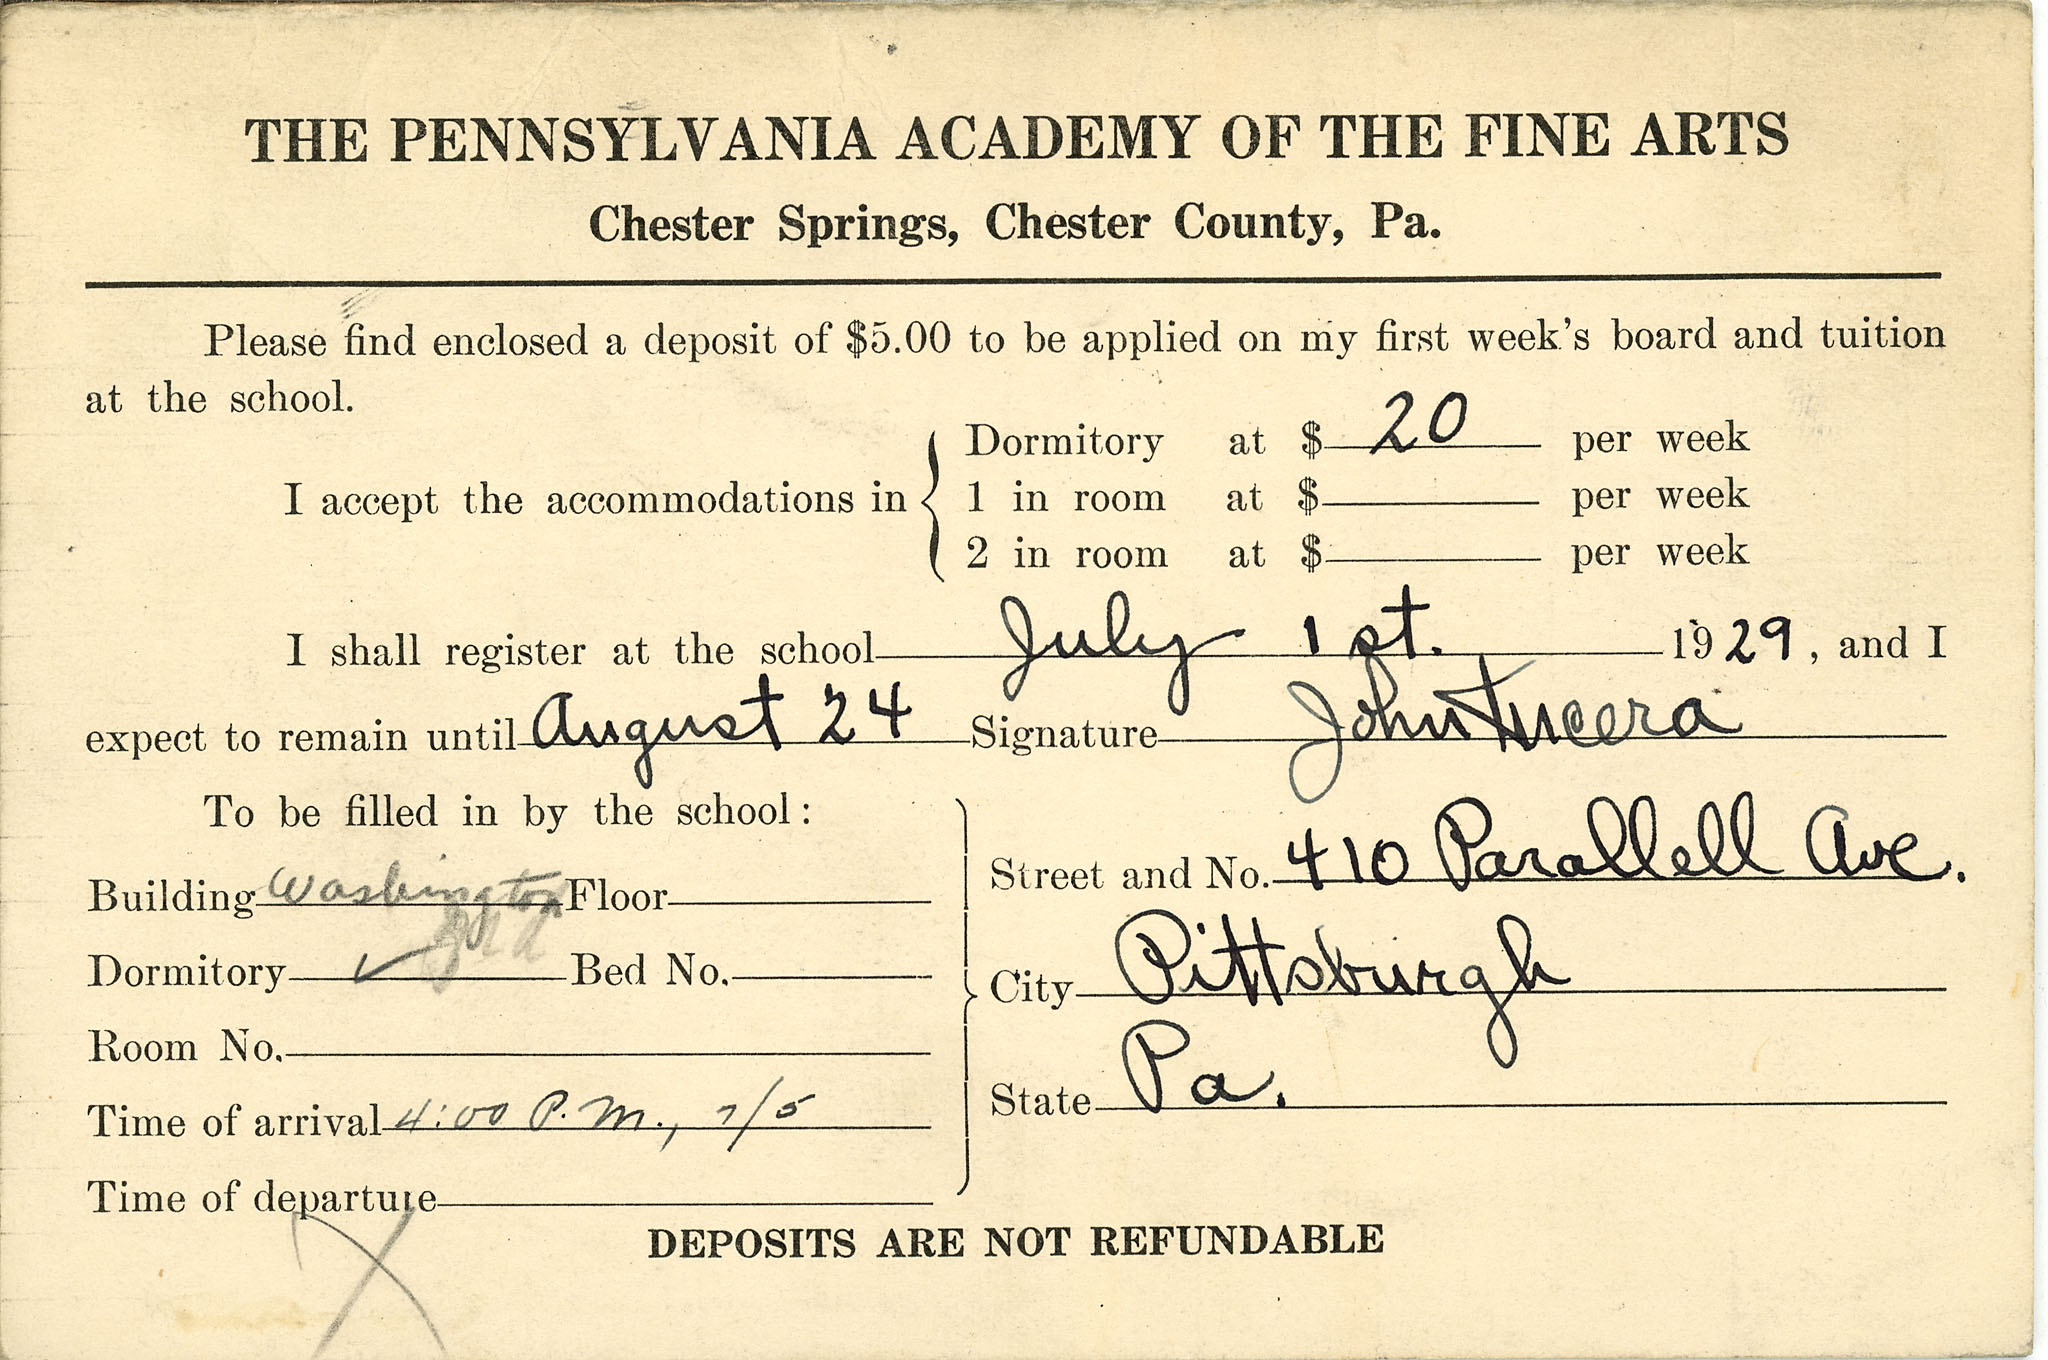 THE PENNSYLVANIA ACADEMY OF THE FINE ARTS
Chester Springs, Chester County, Pa.
Please find enclosed a deposit of $5.00 to be applied on my first week's board and tuition
at the school.
Dormitory at $ 20 per week
I accept the accommodations in 1 in room at $ per week
2 in room at $ per week
I shall register at the school July 1st. 1929, and I
expect to remain until August 24 Signature John
To be filled in by the school:
Street and No. 410 Parallell Ave.
Building Washington Floor
Dormitory ✓ Bed No.
City Pittsburgh
Room No.
State Pa.
Time of arrival 4:00 P.M., 7/5
Time of departure
DEPOSITS ARE NOT REFUNDABLE